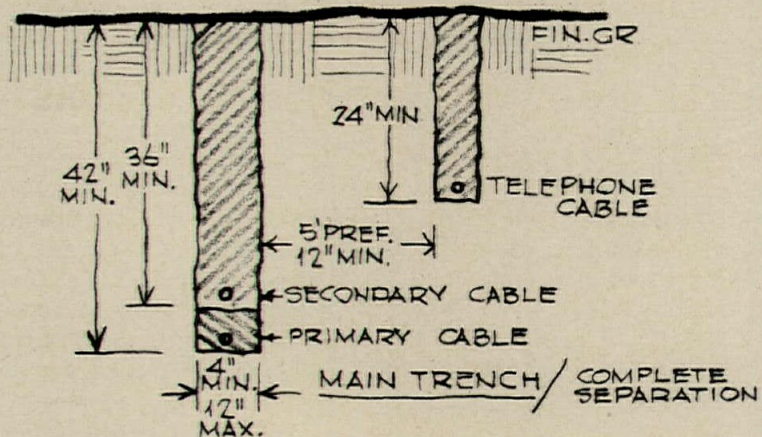 FIN.GR
24" MIN
42"
MIN.
36"
MIN.
TELEPHONE
CABLE
5' PREF.
12" MIN.
SECONDARY CABLE
PRIMARY CABLE
4"
MIN.
12"
MAX.
MAIN TRENCH / COMPLETE
SEPARATION